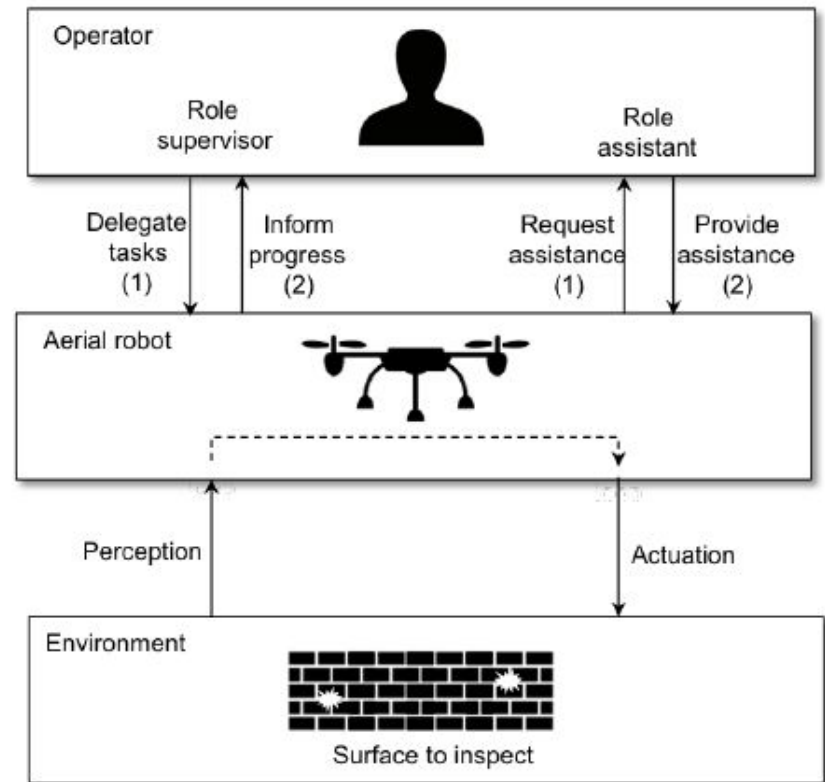 Operator
Role
supervisor
Role
assistant
Delegate
tasks
(1)
Inform
progress
(2)
Request
assistance
(1)
Provide
assistance
(2)
Aerial robot
Perception
Actuation
Environment
Surface to inspect